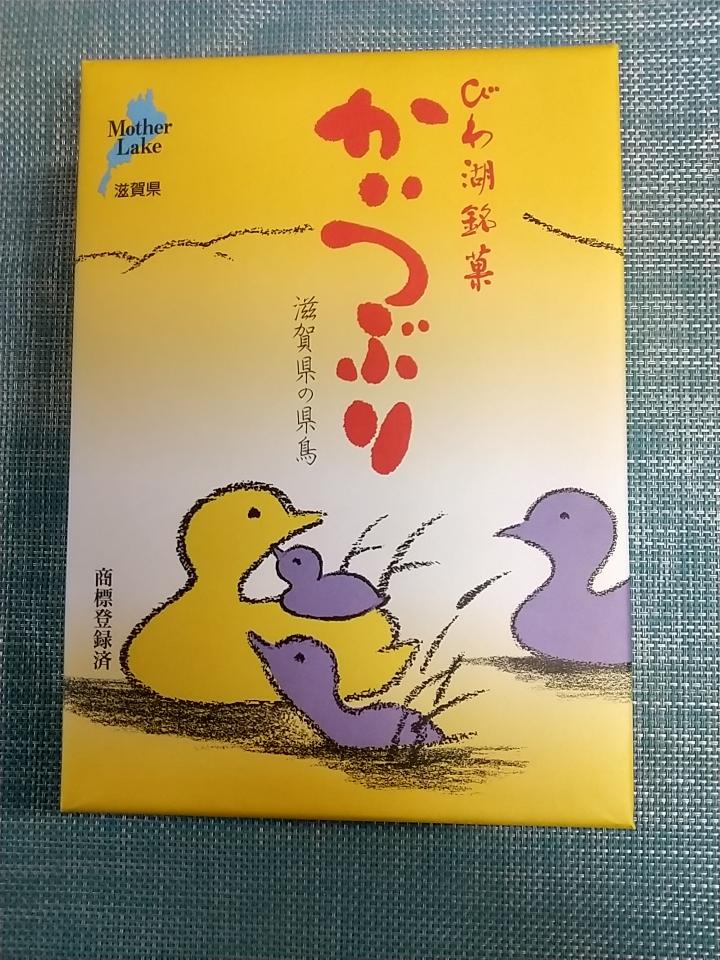 びわ湖銘菓
かいつぶり
滋賀県の県鳥
Mother
Lake
滋賀県
商標登録済